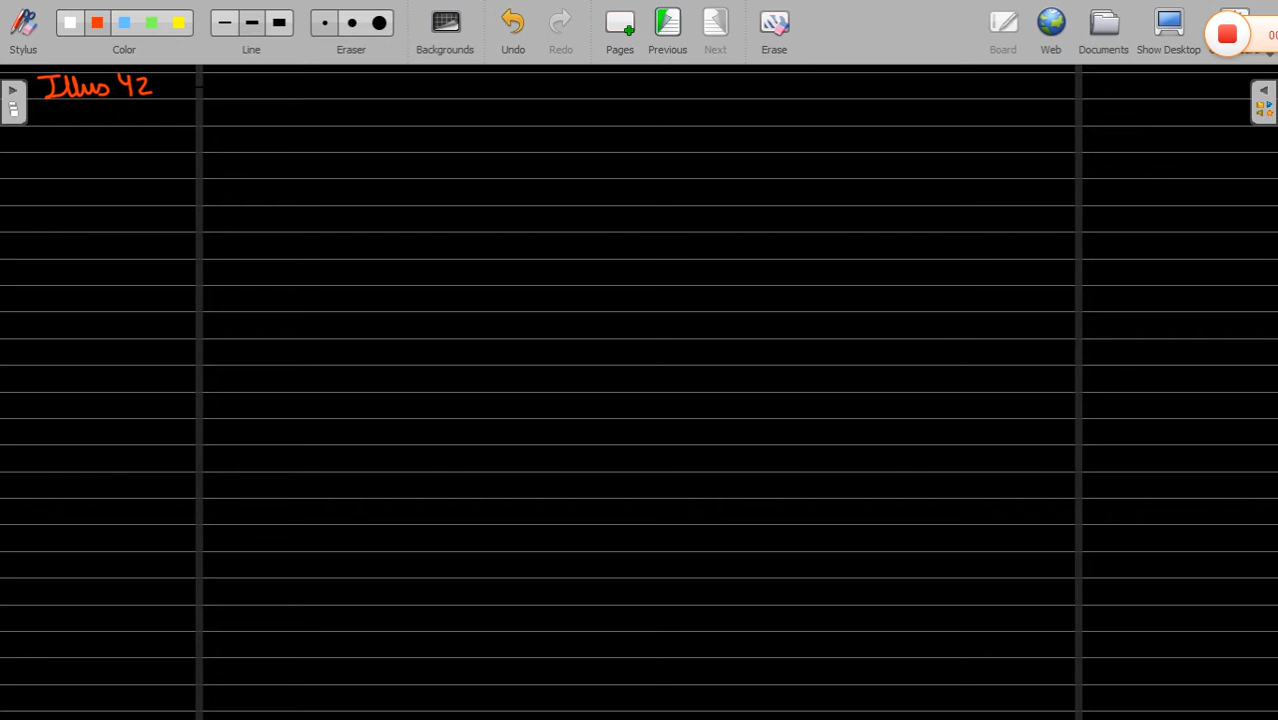 Stylus
Color
Line
Eraser
Backgrounds
Undo
Redo
Pages
Previous
Next
Erase
Board
Web
Documents
Show Desktop
Illus 42